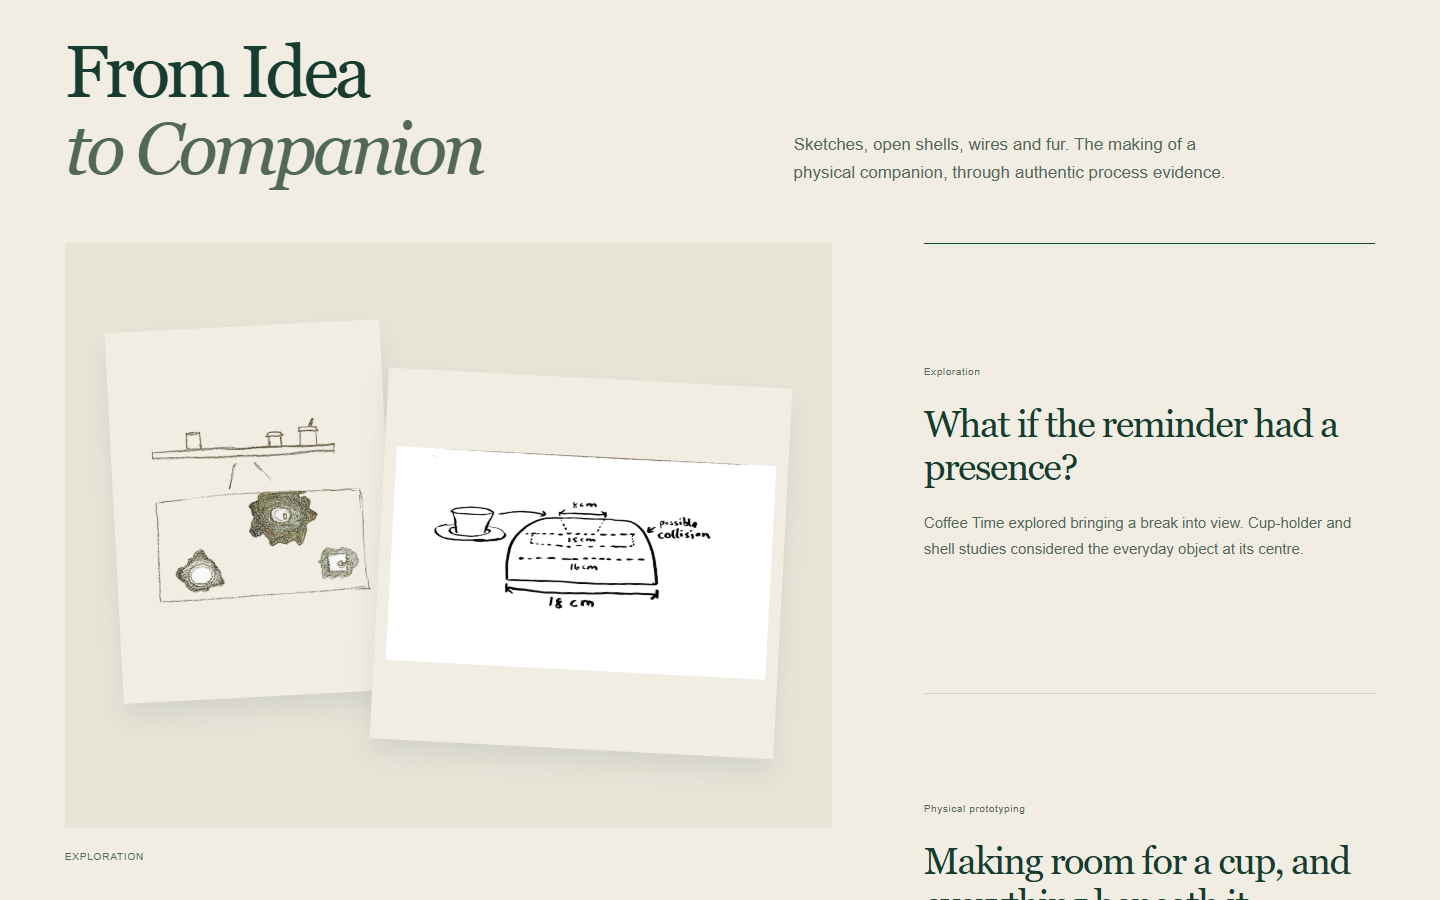 From Idea
to Companion
Sketches, open shells, wires and fur. The making of a
physical companion, through authentic process evidence.
8cm
possible
collision
15cm
16cm
18 cm
EXPLORATION
Exploration
What if the reminder had a
presence?
Coffee Time explored bringing a break into view. Cup-holder and
shell studies considered the everyday object at its centre.
Physical prototyping
Making room for a cup, and
everything beneath it